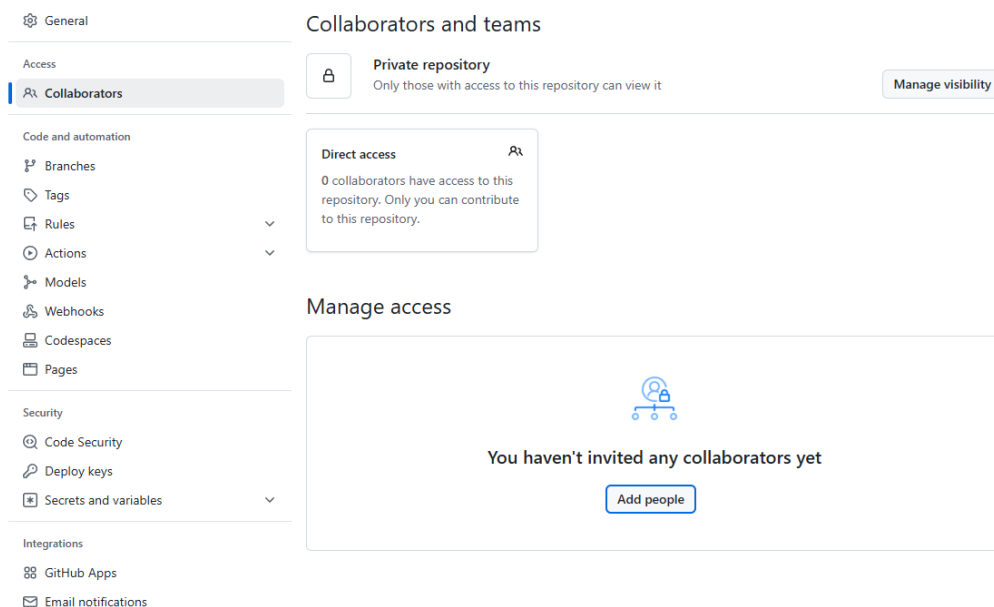 General
Access
Collaborators
Code and automation
Branches
Tags
Rules
Actions
Models
Webhooks
Codespaces
Pages
Security
Code Security
Deploy keys
Secrets and variables
Integrations
GitHub Apps
Email notifications
Collaborators and teams
Private repository
Only those with access to this repository can view it
Manage visibility
Direct access
0 collaborators have access to this
repository. Only you can contribute
to this repository.
Manage access
You haven't invited any collaborators yet
Add people